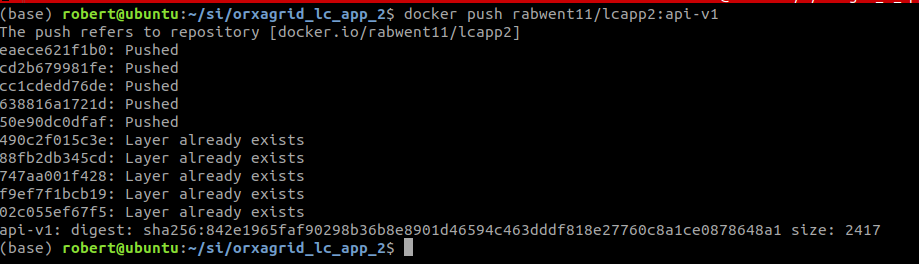 (base) robert@ubuntu:~/si/orxagrid_lc_app_2$ docker push rabwent11/lcapp2:api-v1
The push refers to repository [docker.io/rabwent11/lcapp2]
eaece621f1b0: Pushed
cd2b679981fe: Pushed
cc1cdedd76de: Pushed
638816a1721d: Pushed
50e90dc0dfaf: Pushed
490c2f015c3e: Layer already exists
88fb2db345cd: Layer already exists
747aa001f428: Layer already exists
f9ef7f1bcb19: Layer already exists
02c055ef67f5: Layer already exists
api-v1: digest: sha256:842e1965faf90298b36b8e8901d46594c463dddf818e27760c8a1ce0878648a1 size: 2417
(base) robert@ubuntu:~/si/orxagrid_lc_app_2$